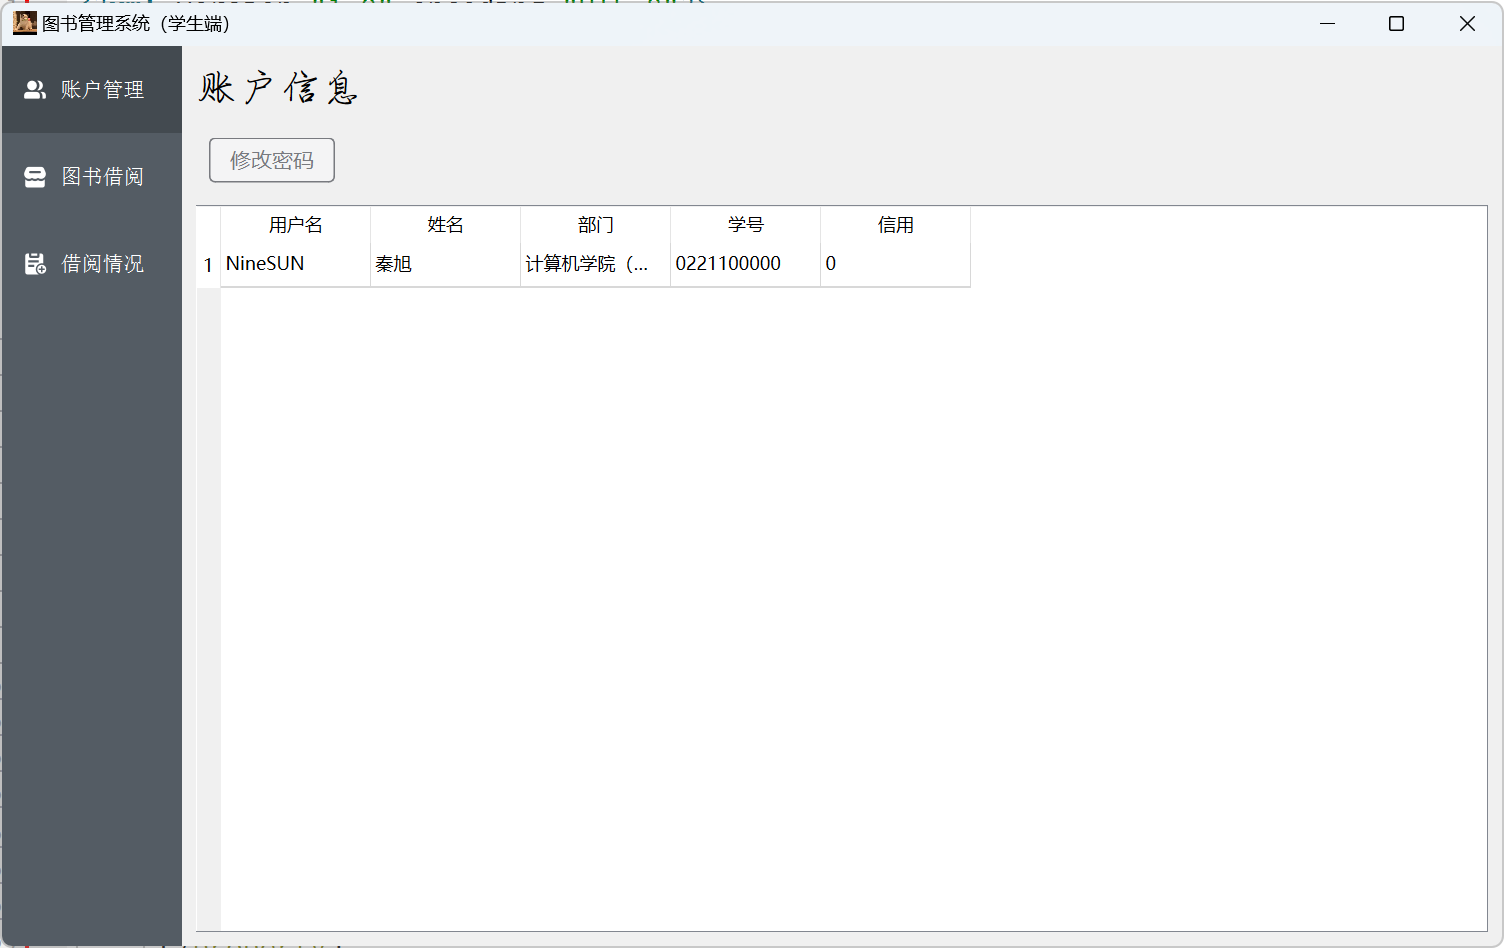 图书管理系统（学生端）
账户管理
图书借阅
借阅情况
账户信息
修改密码
用户名 姓名 部门 学号 信用
1 NineSUN 秦旭 计算机学院（... 0221100000 0